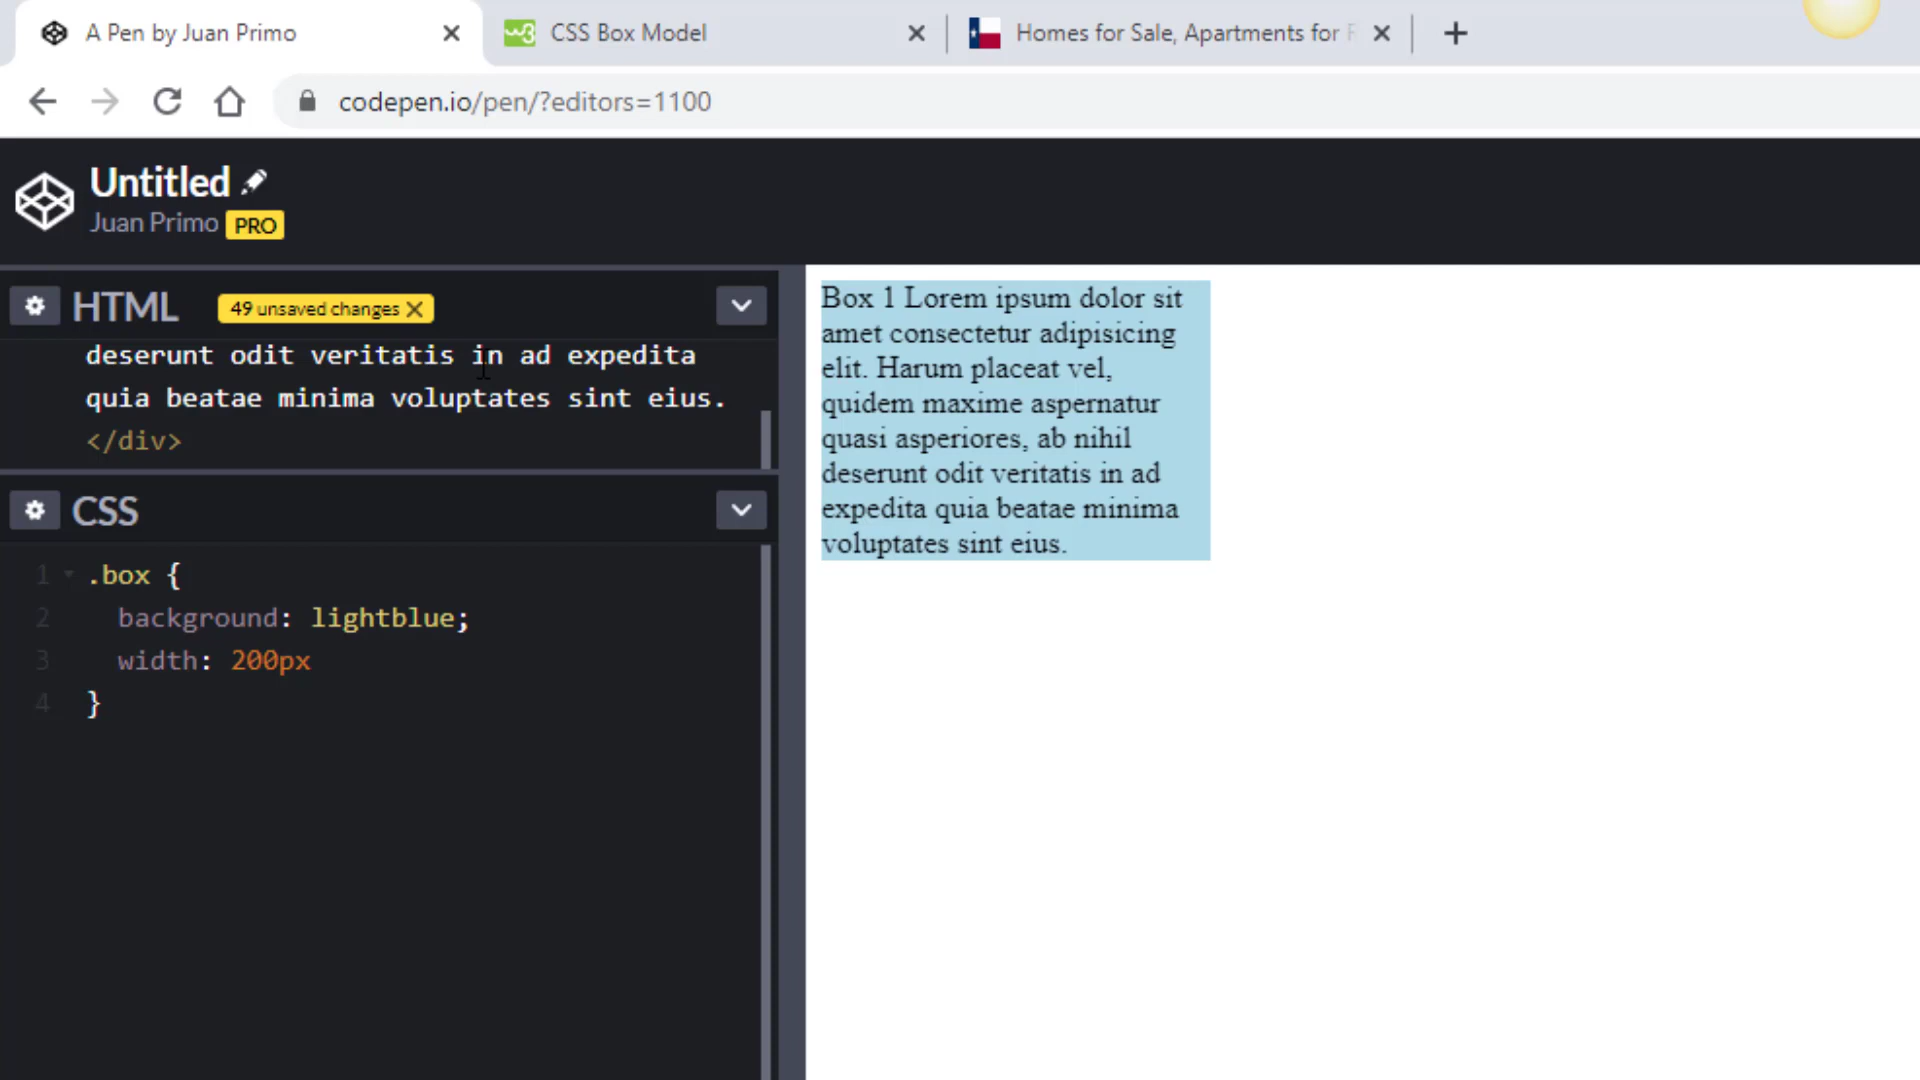 A Pen by Juan Primo
CSS Box Model
Homes for Sale, Apartments for
codepen.io/pen/?editors=1100
Untitled
Juan Primo PRO
HTML 49 unsaved changes
deserunt odit veritatis in ad expedita
quia beatae minima voluptates sint eius.
</div>
CSS
1 .box {
2 background: lightblue;
3 width: 200px
4 }
Box 1 Lorem ipsum dolor sit
amet consectetur adipisicing
elit. Harum placeat vel,
quidem maxime aspernatur
quasi asperiores, ab nihil
deserunt odit veritatis in ad
expedita quia beatae minima
voluptates sint eius.